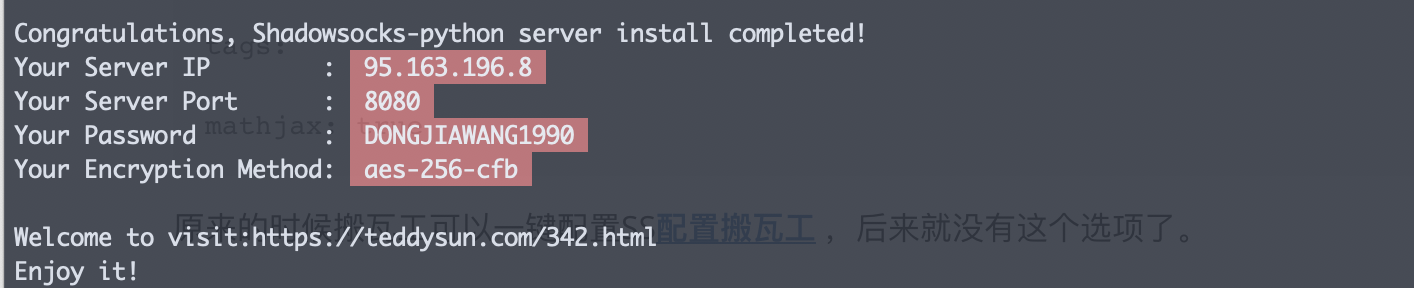 Congratulations, Shadowsocks-python server install completed!
tags:
Your Server IP        :  95.163.196.8
Your Server Port      :  8080
mathjax: true
Your Password         :  DONGJIAWANG1990
Your Encryption Method:  aes-256-cfb
原来的时候搬瓦工可以一键配置SS配置搬瓦工，后来就没有这个选项了。
Welcome to visit:https://teddysun.com/342.html
Enjoy it!